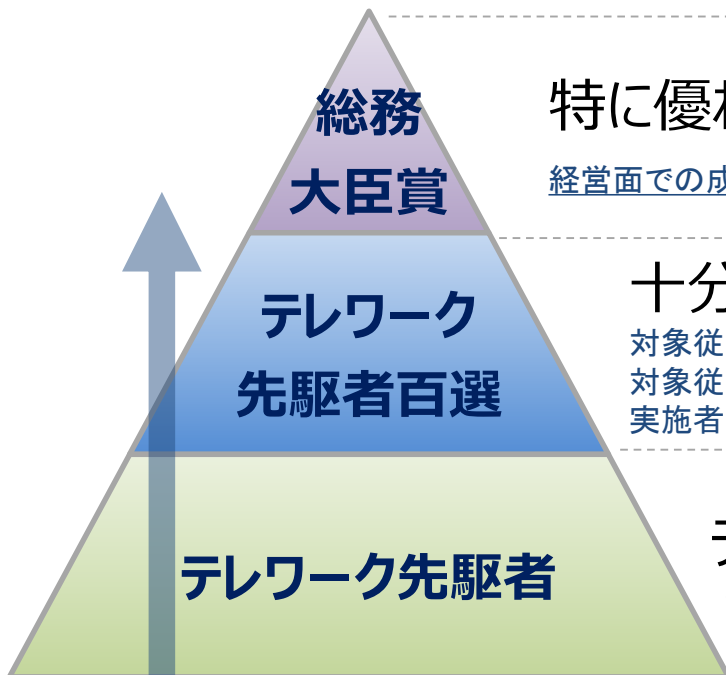 総務
大臣賞
特に優
経営面での成
テレワーク
先駆者百選
十分
対象従
対象従
実施者
テレワーク先駆者